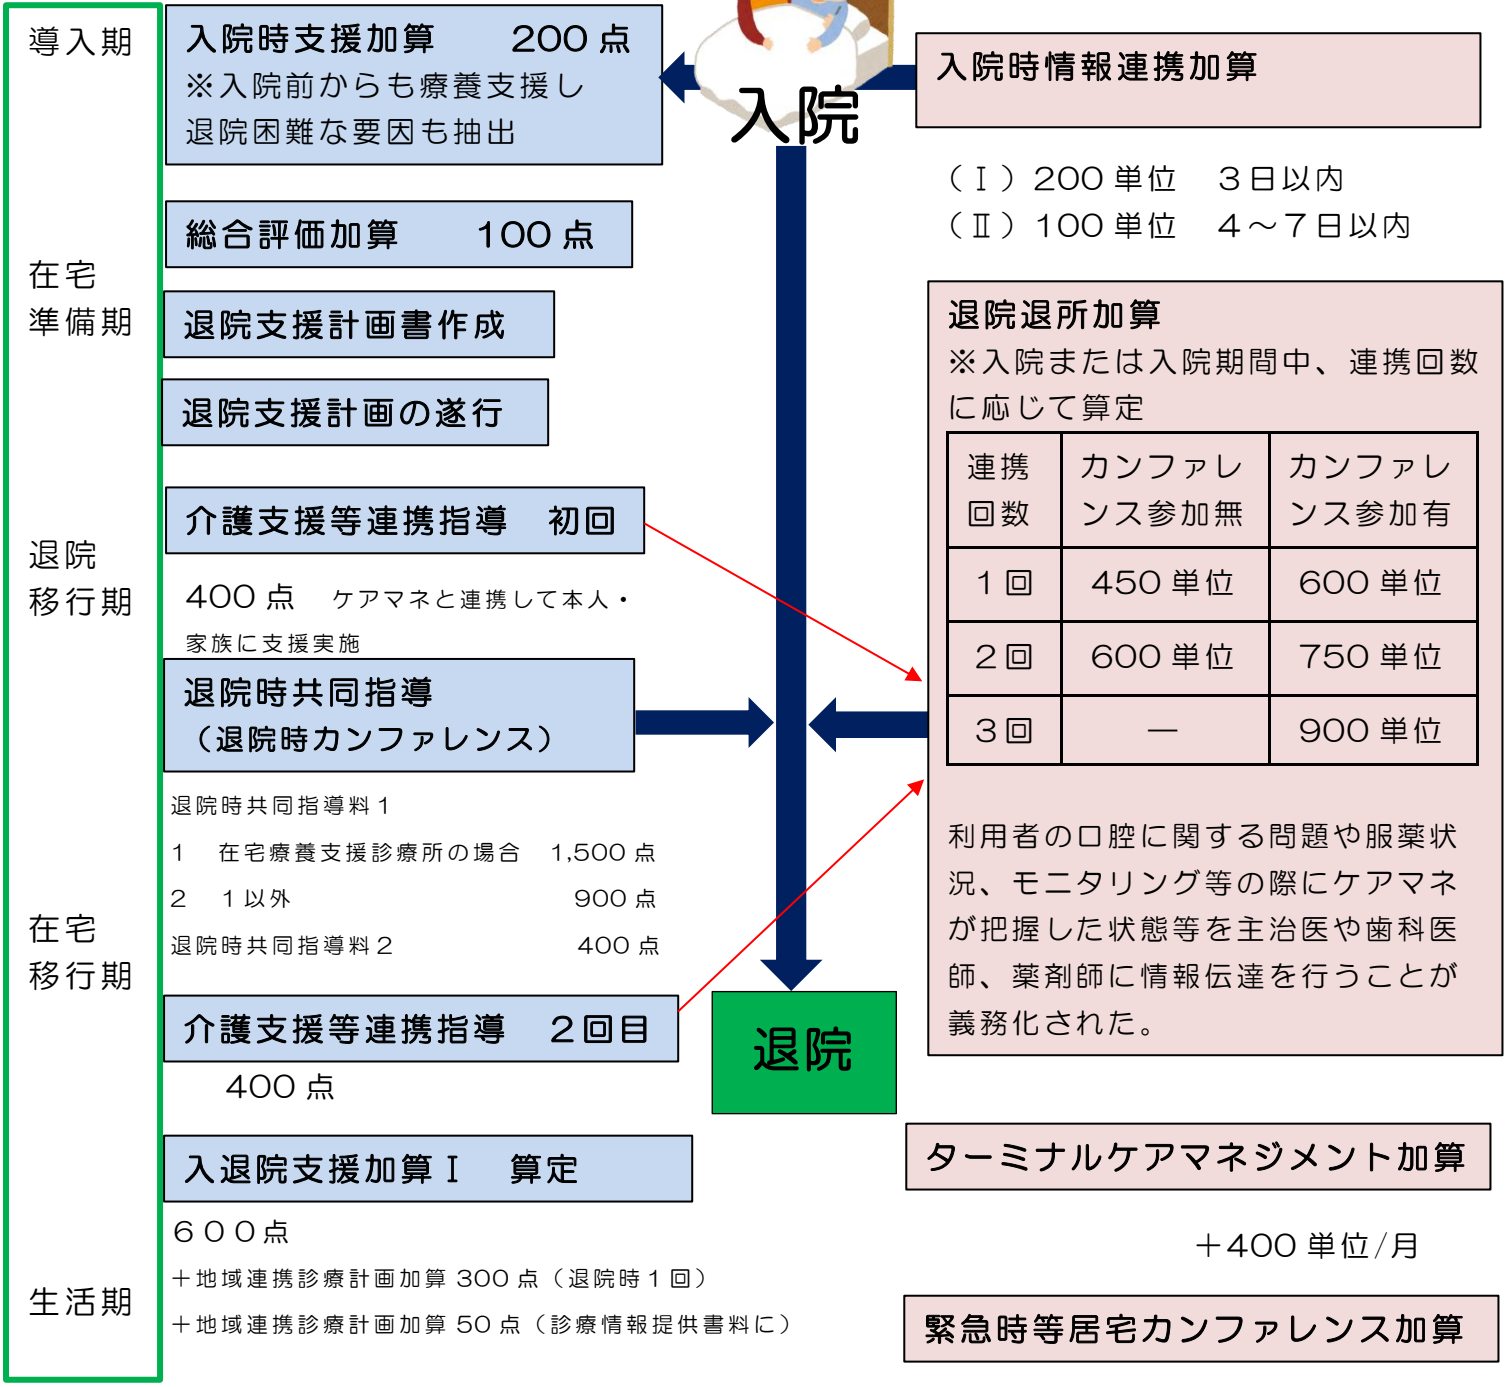 導入期
在宅
準備期
退院
移行期
在宅
移行期
生活期
入院時支援加算　200点
※入院前からも療養支援し
退院困難な要因も抽出
総合評価加算　100点
退院支援計画書作成
退院支援計画の遂行
介護支援等連携指導　初回
400点　ケアマネと連携して本人・
家族に支援実施
退院時共同指導
（退院時カンファレンス）
退院時共同指導料1
1　在宅療養支援診療所の場合　1,500点
2　1以外　900点
退院時共同指導料2　400点
介護支援等連携指導　2回目
400点
入退院支援加算Ⅰ　算定
600点
＋地域連携診療計画加算300点（退院時1回）
＋地域連携診療計画加算50点（診療情報提供書料に）
入院
退院
入院時情報連携加算
（Ⅰ）200単位　3日以内
（Ⅱ）100単位　4～7日以内
退院退所加算
※入院または入院期間中、連携回数
に応じて算定
連携　カンファレ　カンファレ
回数　ンス参加無　ンス参加有
1回　450単位　600単位
2回　600単位　750単位
3回　―　900単位
利用者の口腔に関する問題や服薬状
況、モニタリング等の際にケアマネ
が把握した状態等を主治医や歯科医
師、薬剤師に情報伝達を行うことが
義務化された。
ターミナルケアマネジメント加算
＋400単位/月
緊急時等居宅カンファレンス加算